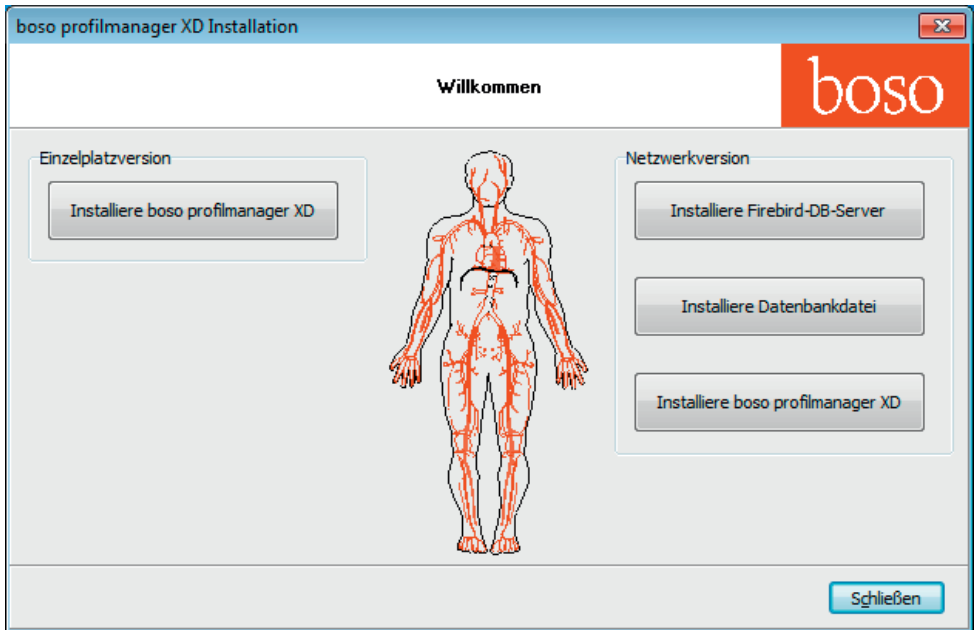 boso profilmanager XD Installation
Willkommen
boso
Einzelplatzversion
Installiere boso profilmanager XD
Netzwerkversion
Installiere Firebird-DB-Server
Installiere Datenbankdatei
Installiere boso profilmanager XD
Schließen